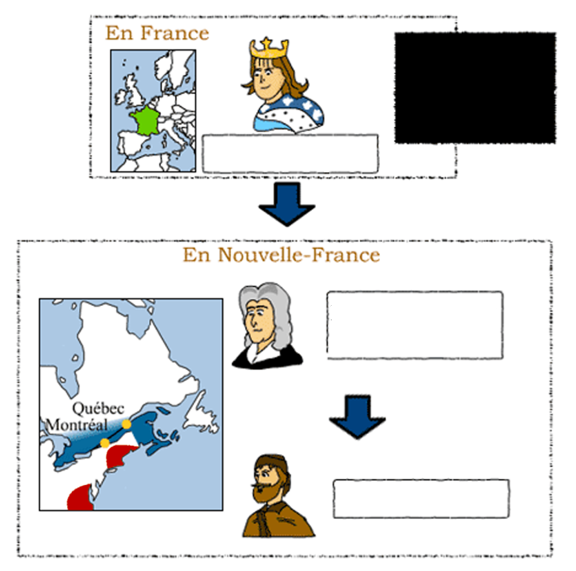 En France
En Nouvelle-France
Québec
Montréal